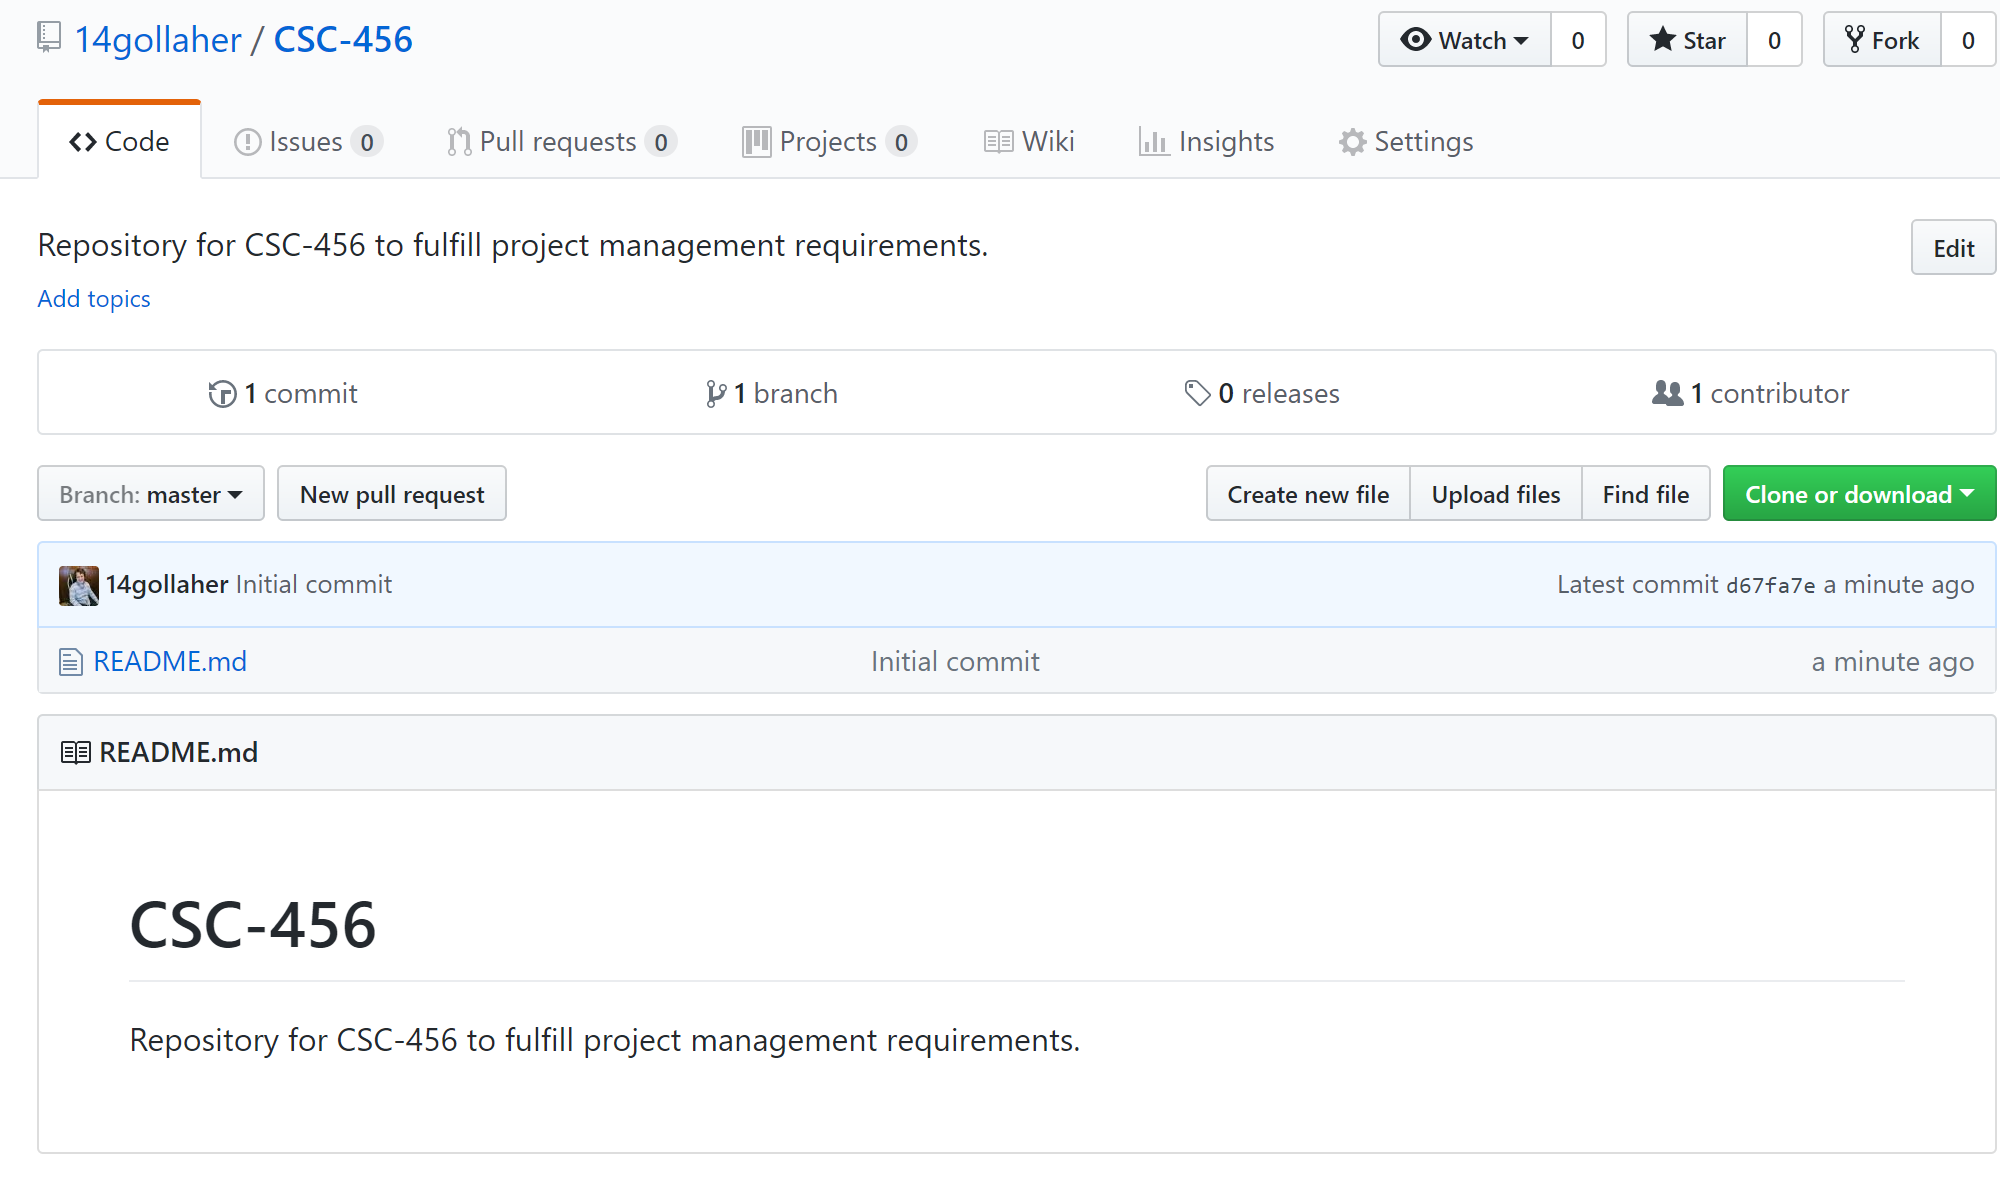 14gollaher / CSC-456
Watch 0 Star 0 Fork 0
Code Issues 0 Pull requests 0 Projects 0 Wiki Insights Settings
Repository for CSC-456 to fulfill project management requirements.
Edit
Add topics
1 commit 1 branch 0 releases 1 contributor
Branch: master New pull request Create new file Upload files Find file Clone or download
14gollaher Initial commit Latest commit d67fa7e a minute ago
README.md Initial commit a minute ago
README.md
CSC-456
Repository for CSC-456 to fulfill project management requirements.